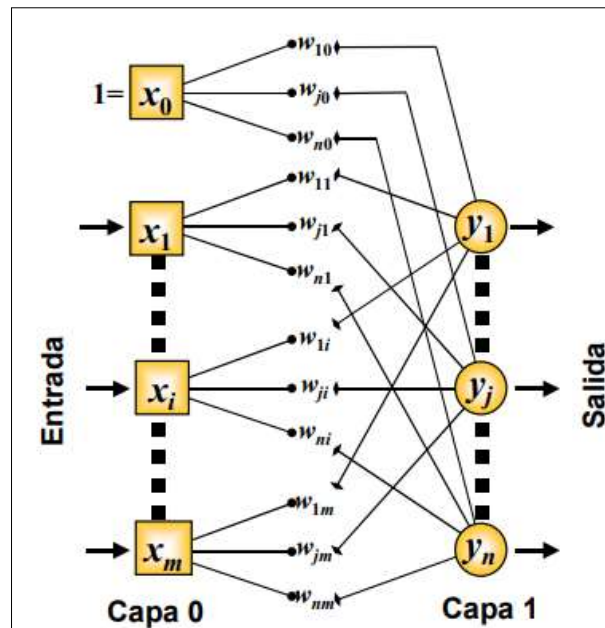 w10
1= x0
wj0
wn0
w11
x1
wj1
y1
wn1
w1i
Entrada
xi
wji
yj
Salida
wni
w1m
xm
wjm
yn
wnm
Capa 0
Capa 1